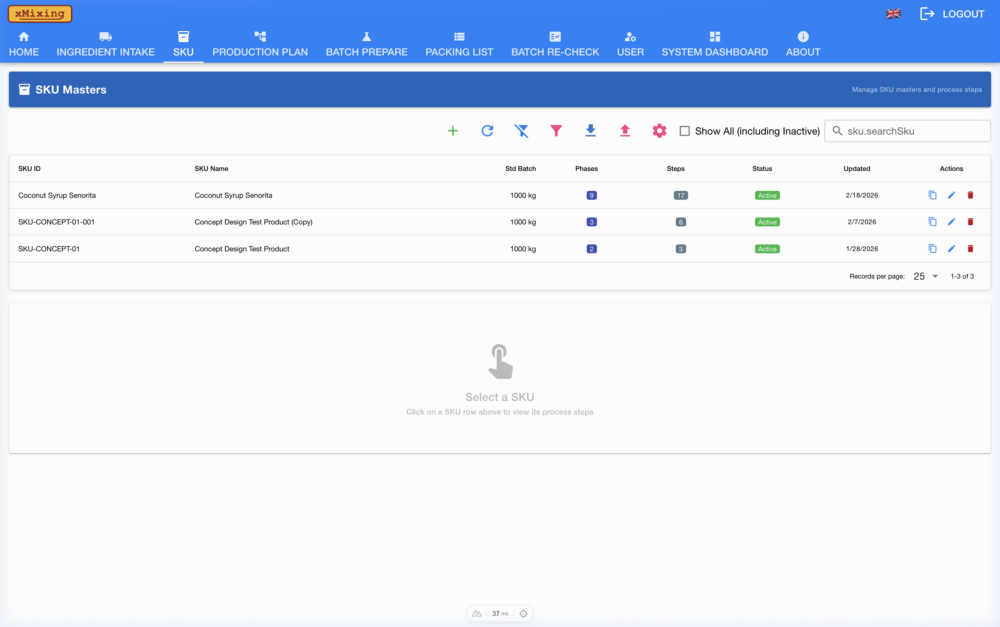 xMixing
LOGOUT
HOME INGREDIENT INTAKE SKU PRODUCTION PLAN BATCH PREPARE PACKING LIST BATCH RE-CHECK USER SYSTEM DASHBOARD ABOUT
SKU Masters Manage SKU masters and process steps
Show All (including Inactive) sku.searchSku
SKU ID SKU Name Std Batch Phases Steps Status Updated Actions
Coconut Syrup Senorita Coconut Syrup Senorita 1000 kg 9 17 Active 2/18/2026
SKU-CONCEPT-01-001 Concept Design Test Product (Copy) 1000 kg 3 6 Active 2/7/2026
SKU-CONCEPT-01 Concept Design Test Product 1000 kg 2 3 Active 1/28/2026
Records per page: 25 1-3 of 3
Select a SKU
Click on a SKU row above to view its process steps
37 ms